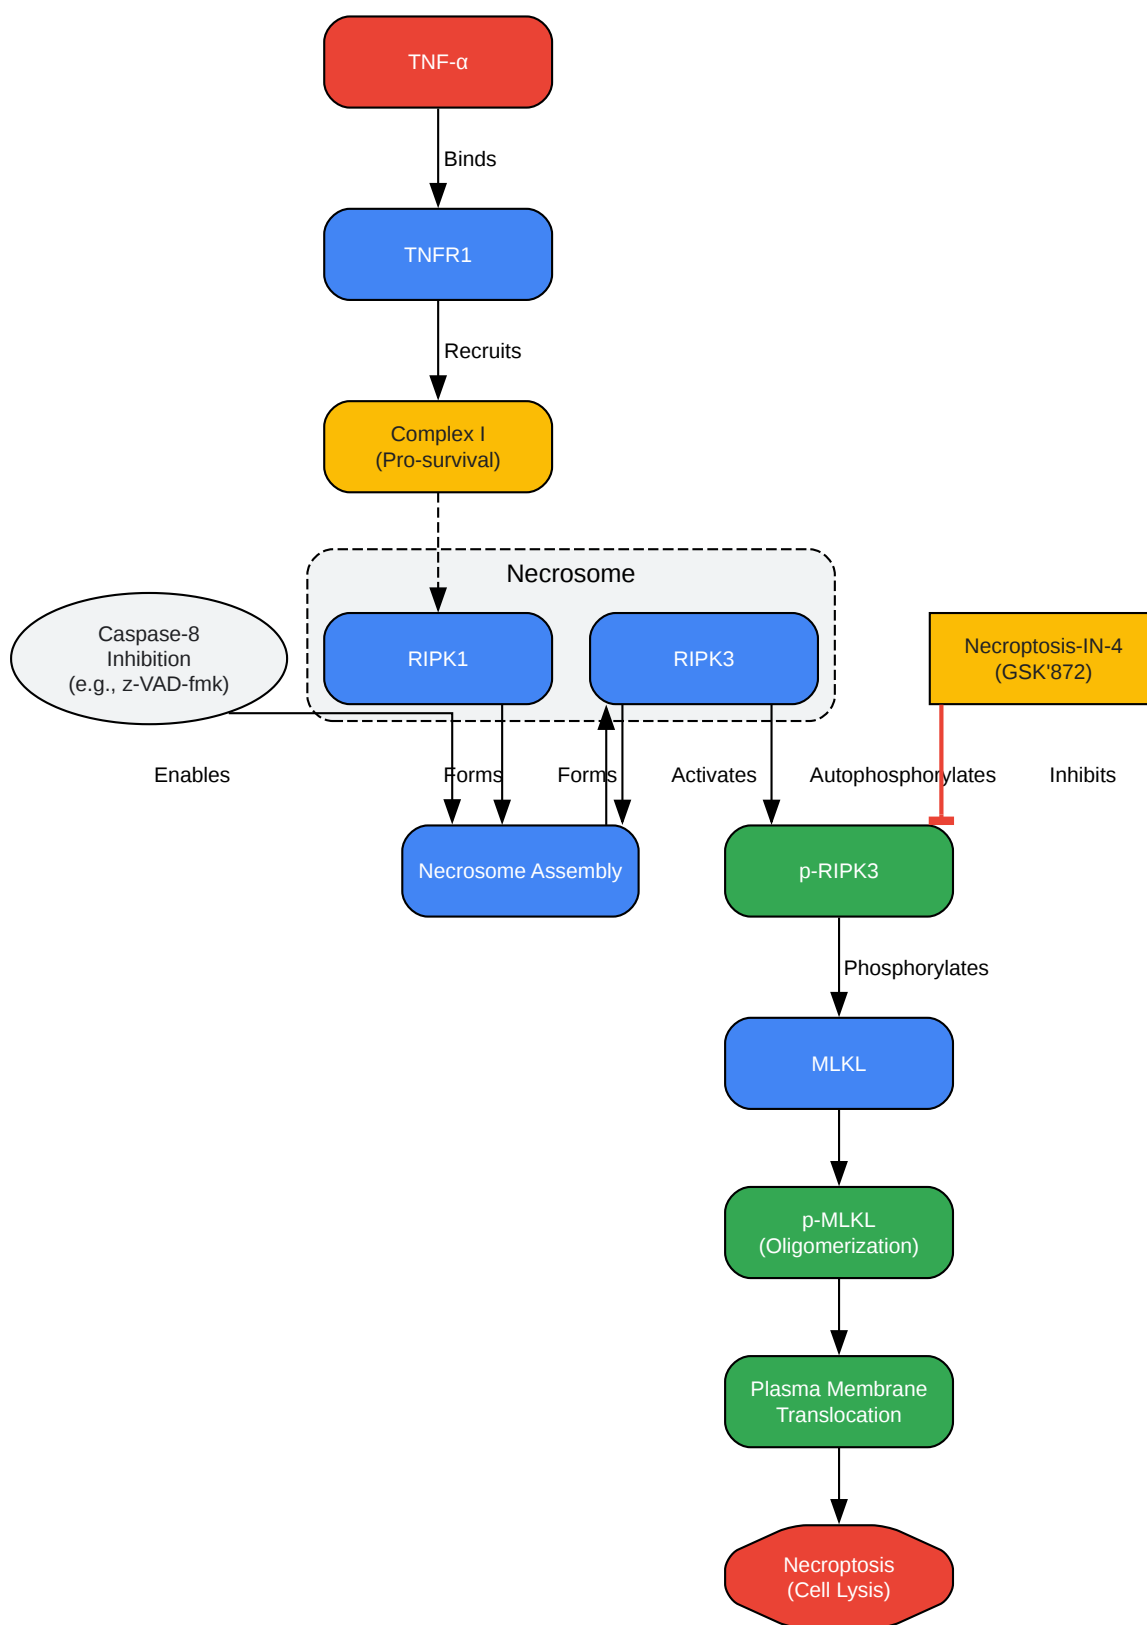 TNF-α
Binds
TNFR1
Recruits
Complex I
(Pro-survival)
Necrosome
Caspase-8
Inhibition
(e.g., z-VAD-fmk)
RIPK1
RIPK3
Necroptosis-IN-4
(GSK'872)
Enables
Forms
Forms
Activates
Autophosphorylates
Inhibits
Necrosome Assembly
p-RIPK3
Phosphorylates
MLKL
p-MLKL
(Oligomerization)
Plasma Membrane
Translocation
Necroptosis
(Cell Lysis)